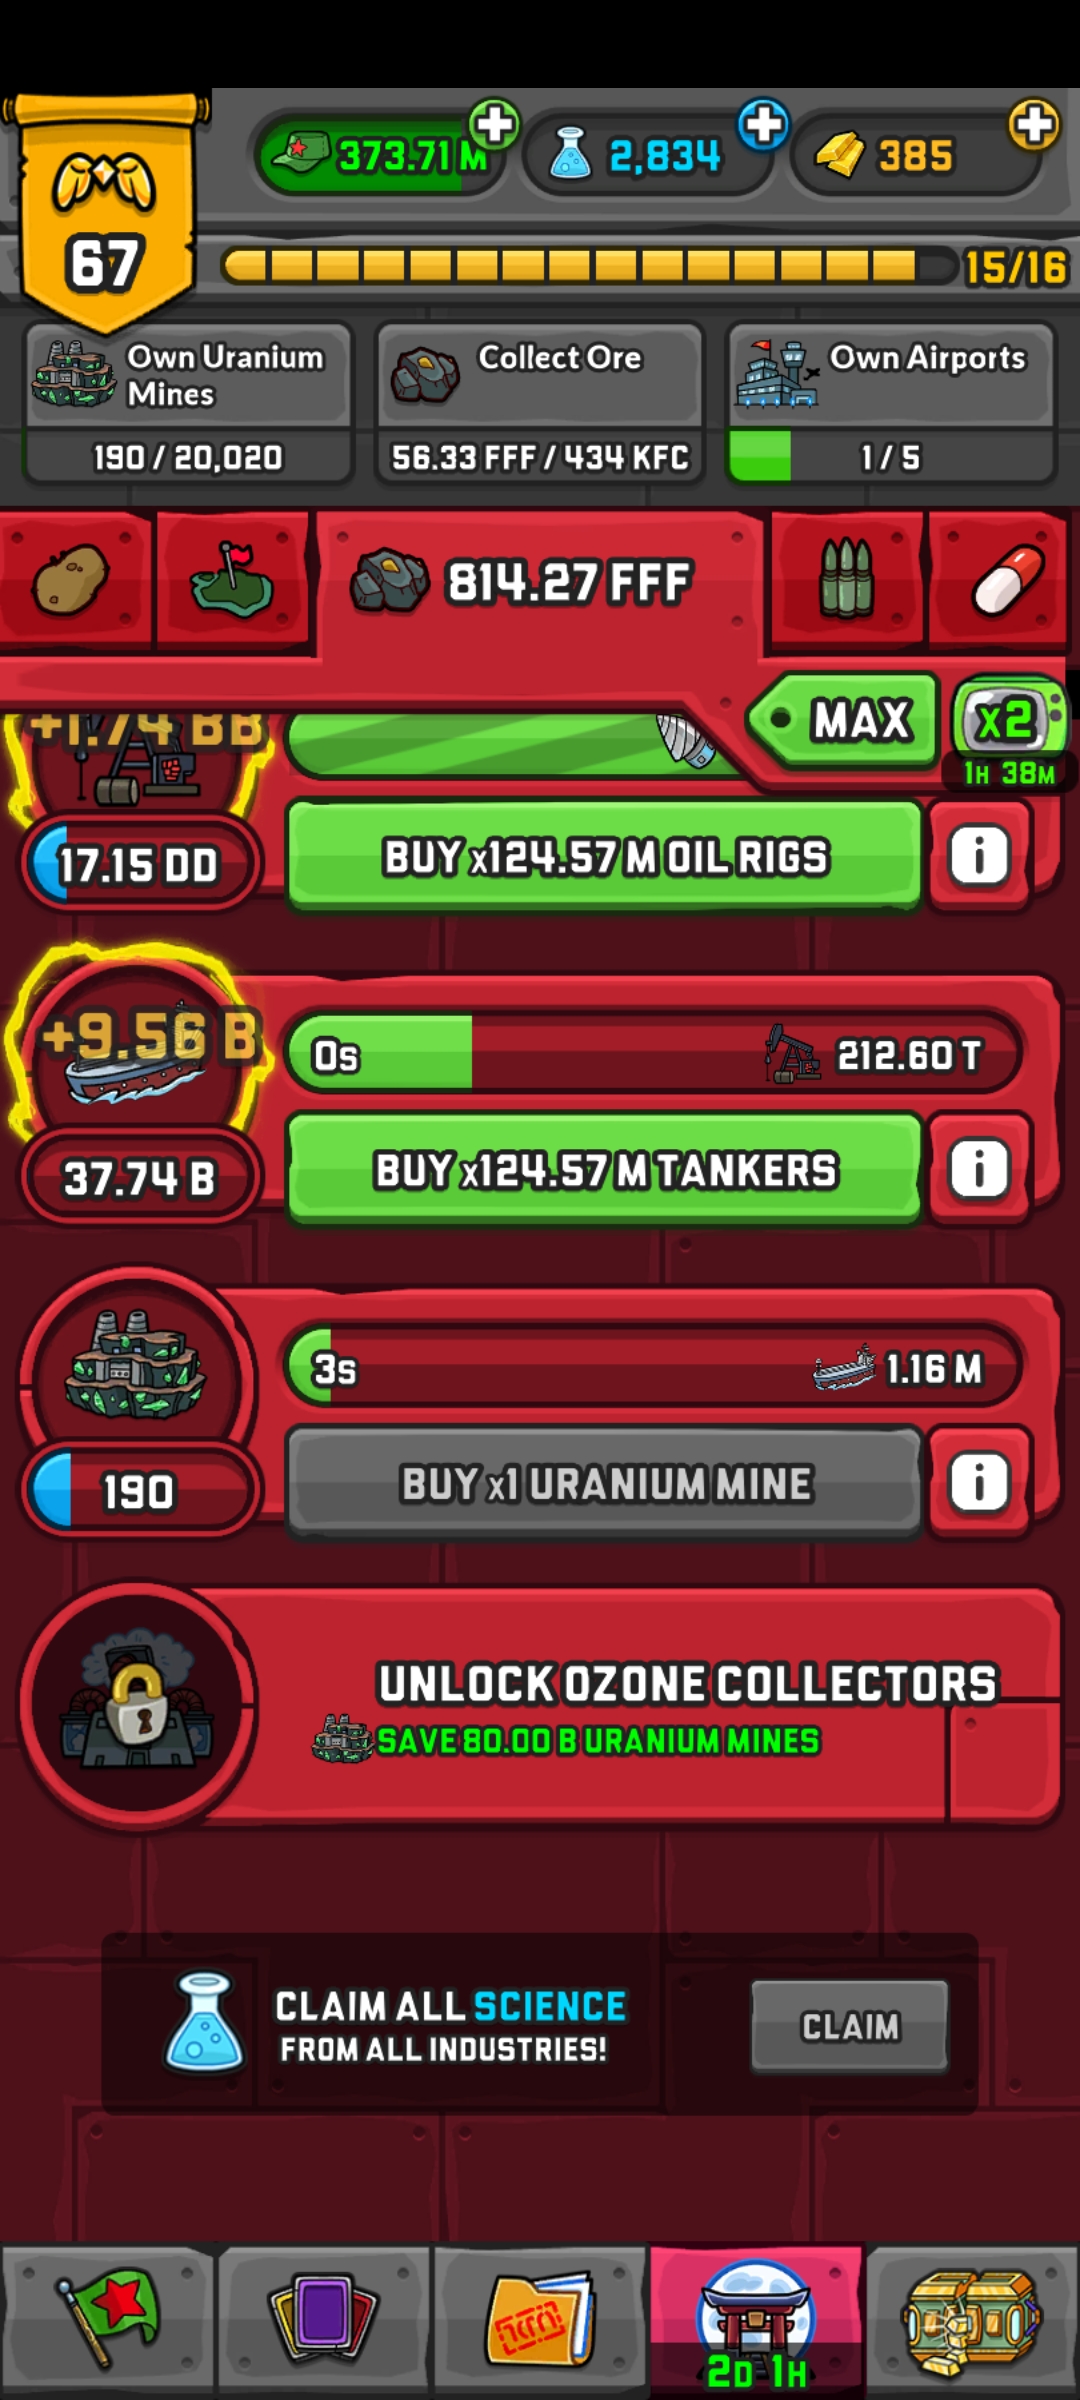 373.71 M
2,834
385
67
15/16
Own Uranium
Mines
190 / 20,020
Collect Ore
56.33 FFF / 434 KFC
Own Airports
1 / 5
814.27 FFF
MAX
x2
1H 38M
+1.74 BB
17.15 DD
BUY x124.57 M OIL RIGS
i
+9.56 B
0s
212.60 T
37.74 B
BUY x124.57 M TANKERS
i
3s
1.16 M
190
BUY x1 URANIUM MINE
i
UNLOCK OZONE COLLECTORS
SAVE 80.00 B URANIUM MINES
CLAIM ALL SCIENCE
FROM ALL INDUSTRIES!
CLAIM
2D 1H